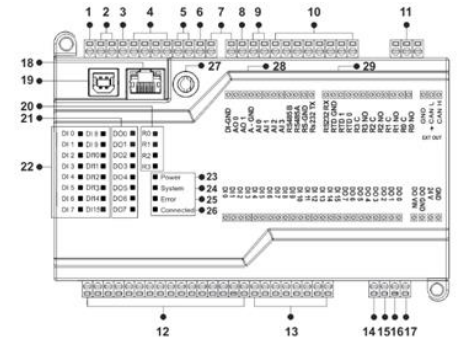 1 2 3 4 5 6 7 8 9 10 11
18 19 27 28 29
20 21 22
DI 0 DI 8 DO0 R0
DI 1 DI 9 DO1 R1
DI 2 DI10 DO2 R2
DI 3 DI11 DO3 R3
DI 4 DI12 DO4 Power 23
DI 5 DI13 DO5 System 24
DI 6 DI14 DO6 Error 25
DI 7 DI15 DO7 Connected 26
DI-GND AO 0 AO 1 A - GND AI 0 AI 1 AI 2 AI 3 RS485B RS485A RS-GND Rs232 TX
RS232 RX RTD GND RTD 1 RTD 0 R3 C R3 NO R2 C R2 NO R1 C R1 NO R0 C R0 NO
GND + CAN L CAN H
EXT OUT
DI 0 DI 1 DI 2 DI 3 DI 4 DI 5 DI 6 DI 7 DI 8 DI 9 DI 10 DI 11 DI 12 DI 13 DI 14 DI 15 DO 7 DO 6 DO 5 DO 4 DO 3 DO 2 DO 1 DO 0
DO VIN DO GND 24 V GND
12 13 14 15 16 17